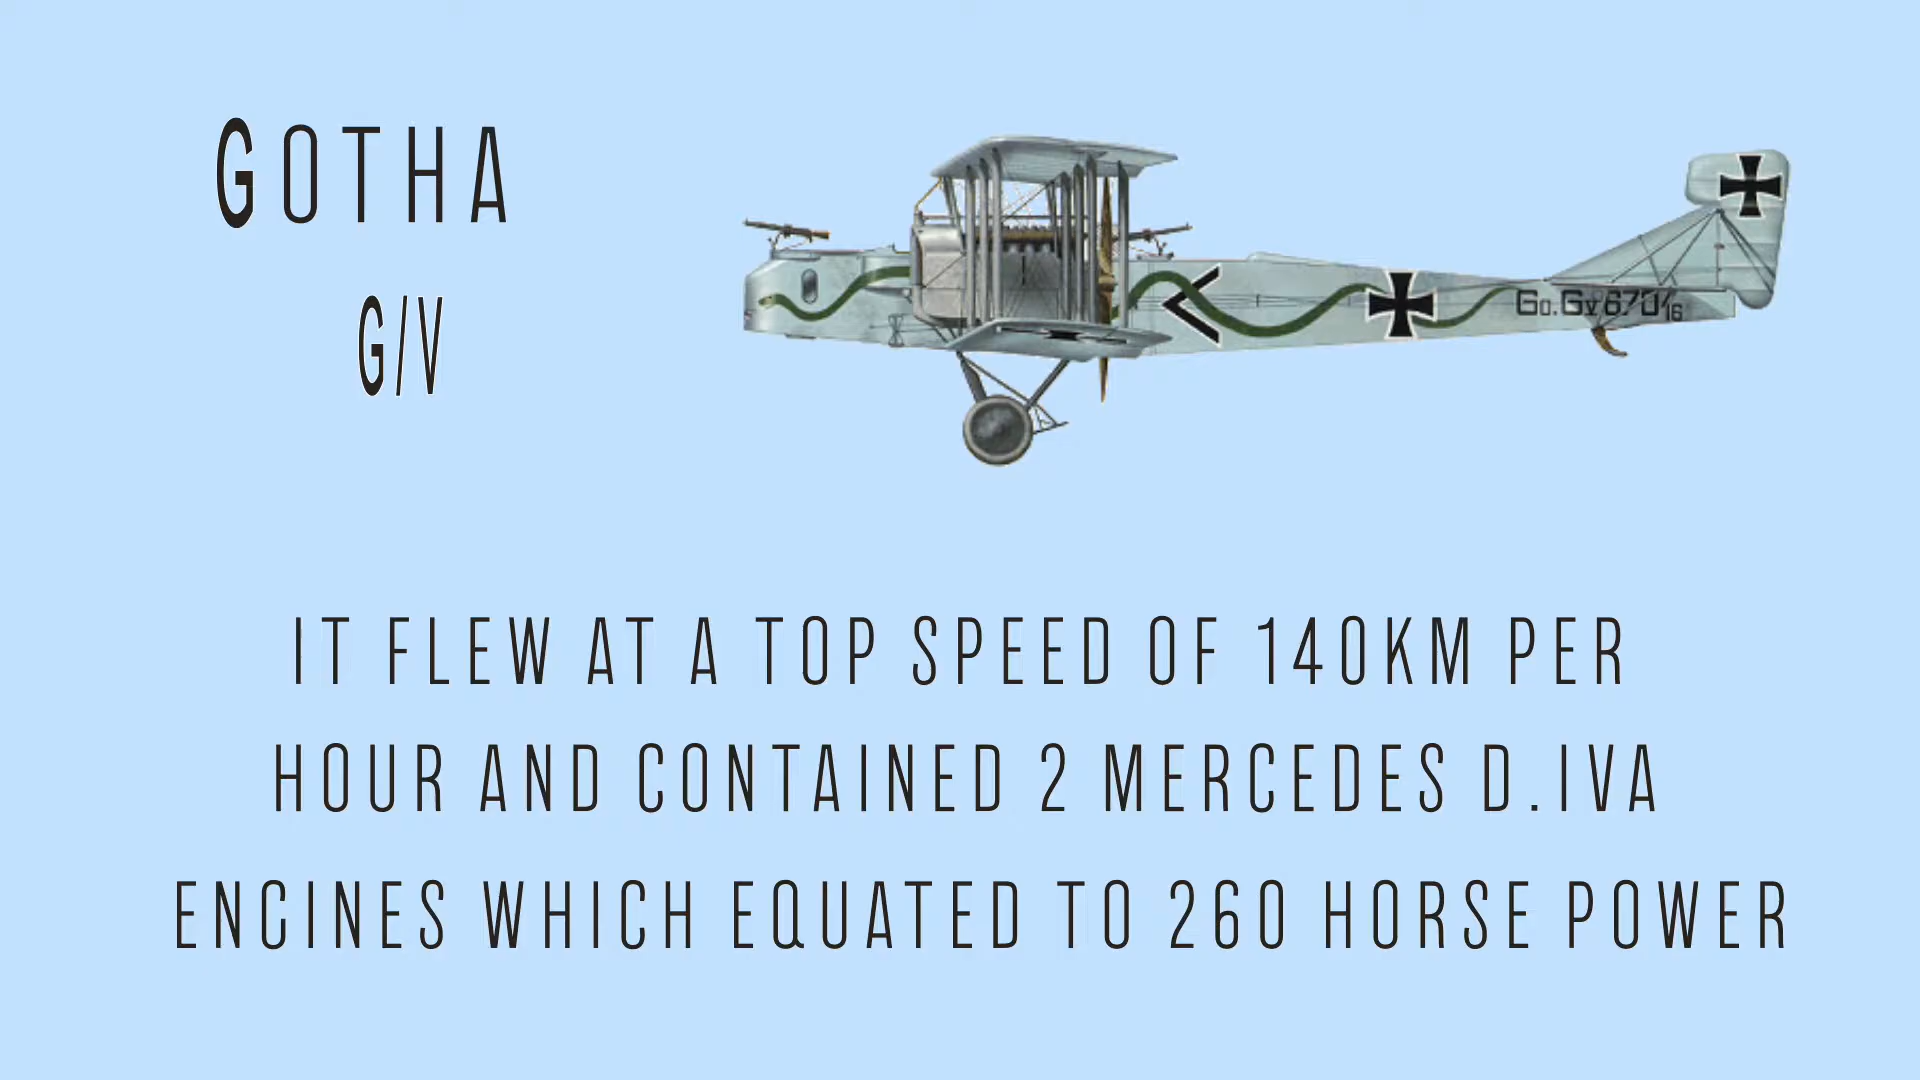 GOTHA
G/V
Go.GV 670/16
IT FLEW AT A TOP SPEED OF 140KM PER
HOUR AND CONTAINED 2 MERCEDES D.IVA
ENCINES WHICH EQUATED TO 260 HORSE POWER